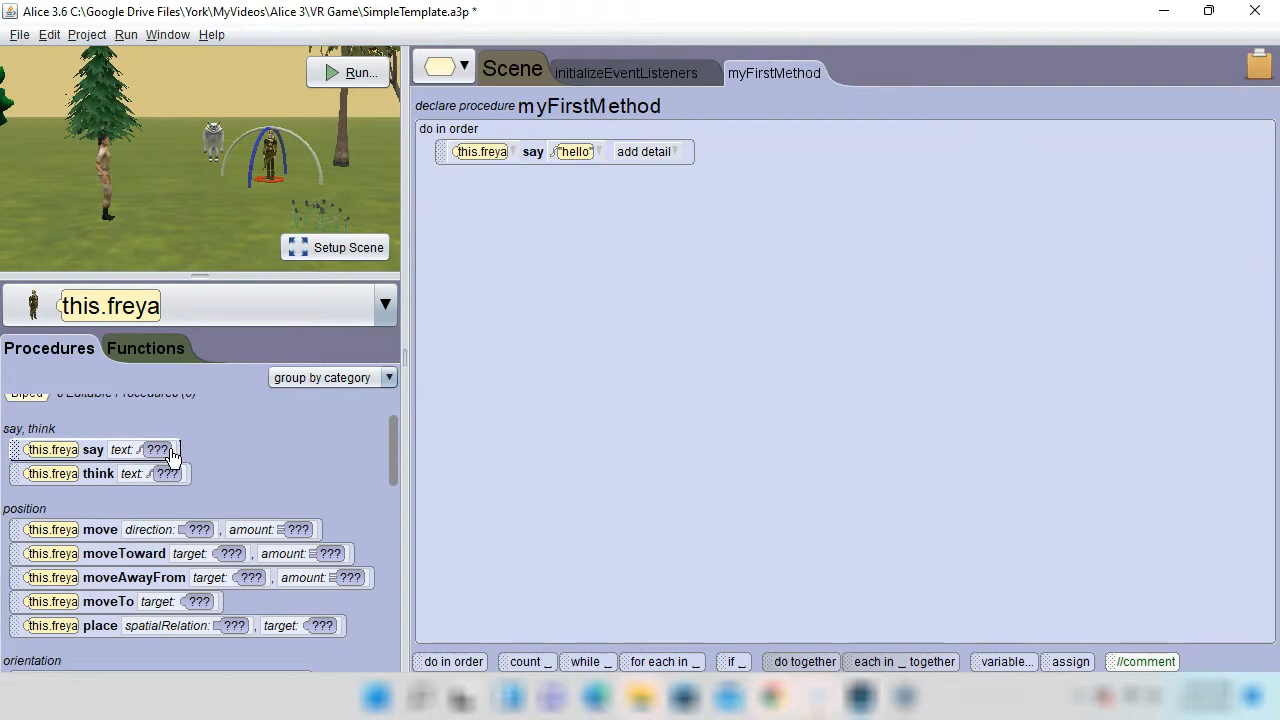 Alice 3.6 C:\Google Drive Files\York\MyVideos\Alice 3\VR Game\SimpleTemplate.a3p *
File Edit Project Run Window Help
Run...
Setup Scene
this.freya
Procedures Functions
group by category
Biped 3 Editable Procedures (0)
say, think
this.freya say text: ???
this.freya think text: ???
position
this.freya move direction: ??? , amount: ???
this.freya moveToward target: ??? , amount: ???
this.freya moveAwayFrom target: ??? , amount: ???
this.freya moveTo target: ???
this.freya place spatialRelation: ??? , target: ???
orientation
Scene initializeEventListeners myFirstMethod
declare procedure myFirstMethod
do in order
this.freya say "hello" add detail
do in order count _ while _ for each in _ if _ do together each in _ together variable... assign //comment